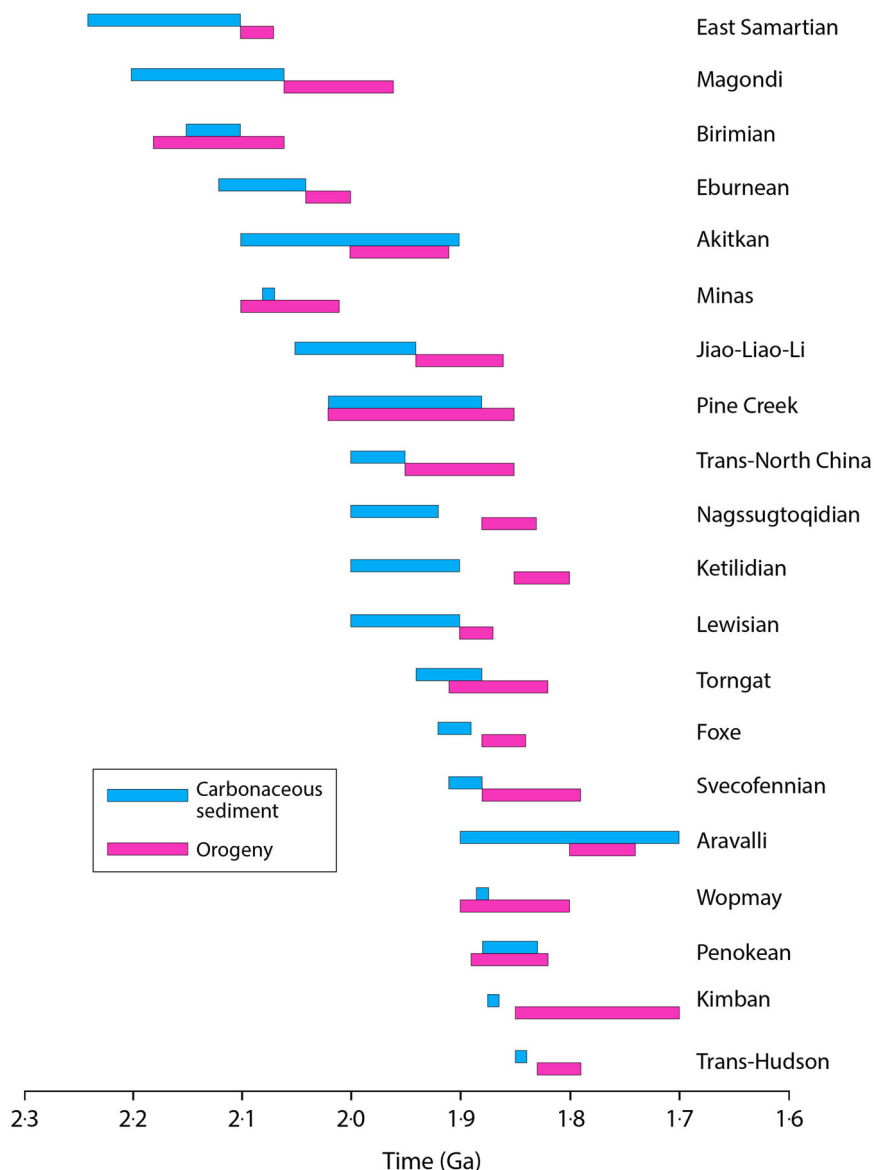 East Samartian
Magondi
Birimian
Eburnean
Akitkan
Minas
Jiao-Liao-Li
Pine Creek
Trans-North China
Nagssugtoqidian
Ketilidian
Lewisian
Torngat
Foxe
Svecofennian
Aravalli
Wopmay
Penokean
Kimban
Trans-Hudson
Carbonaceous
sediment
Orogeny
2·3 2·2 2·1 2·0 1·9 1·8 1·7 1·6
Time (Ga)